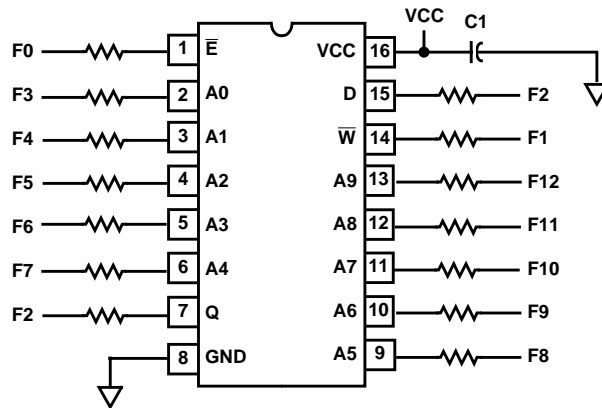 VCC C1
F0 1 E̅ VCC 16
F3 2 A0 D 15 F2
F4 3 A1 W̅ 14 F1
F5 4 A2 A9 13 F12
F6 5 A3 A8 12 F11
F7 6 A4 A7 11 F10
F2 7 Q A6 10 F9
8 GND A5 9 F8